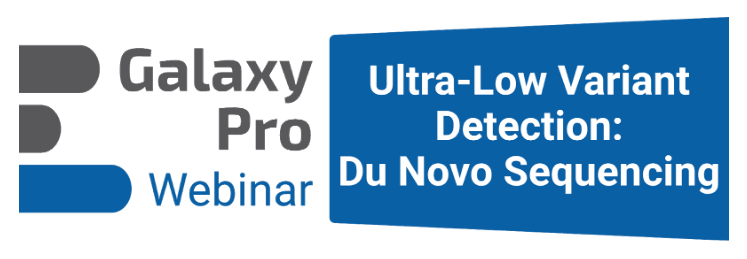 Galaxy
Pro
Webinar
Ultra-Low Variant
Detection:
Du Novo Sequencing